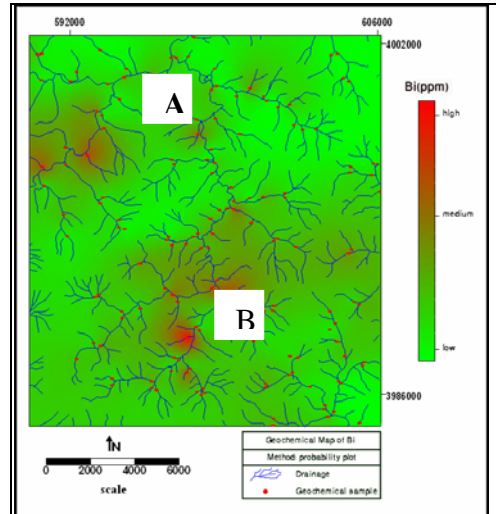 592000
606000
4002000
A
Bi(ppm)
high
medium
B
low
3986000
N
0 2000 4000 6000
scale
Geochemical Map of Bi
Method: probability plot
Drainage
Geochemical sample